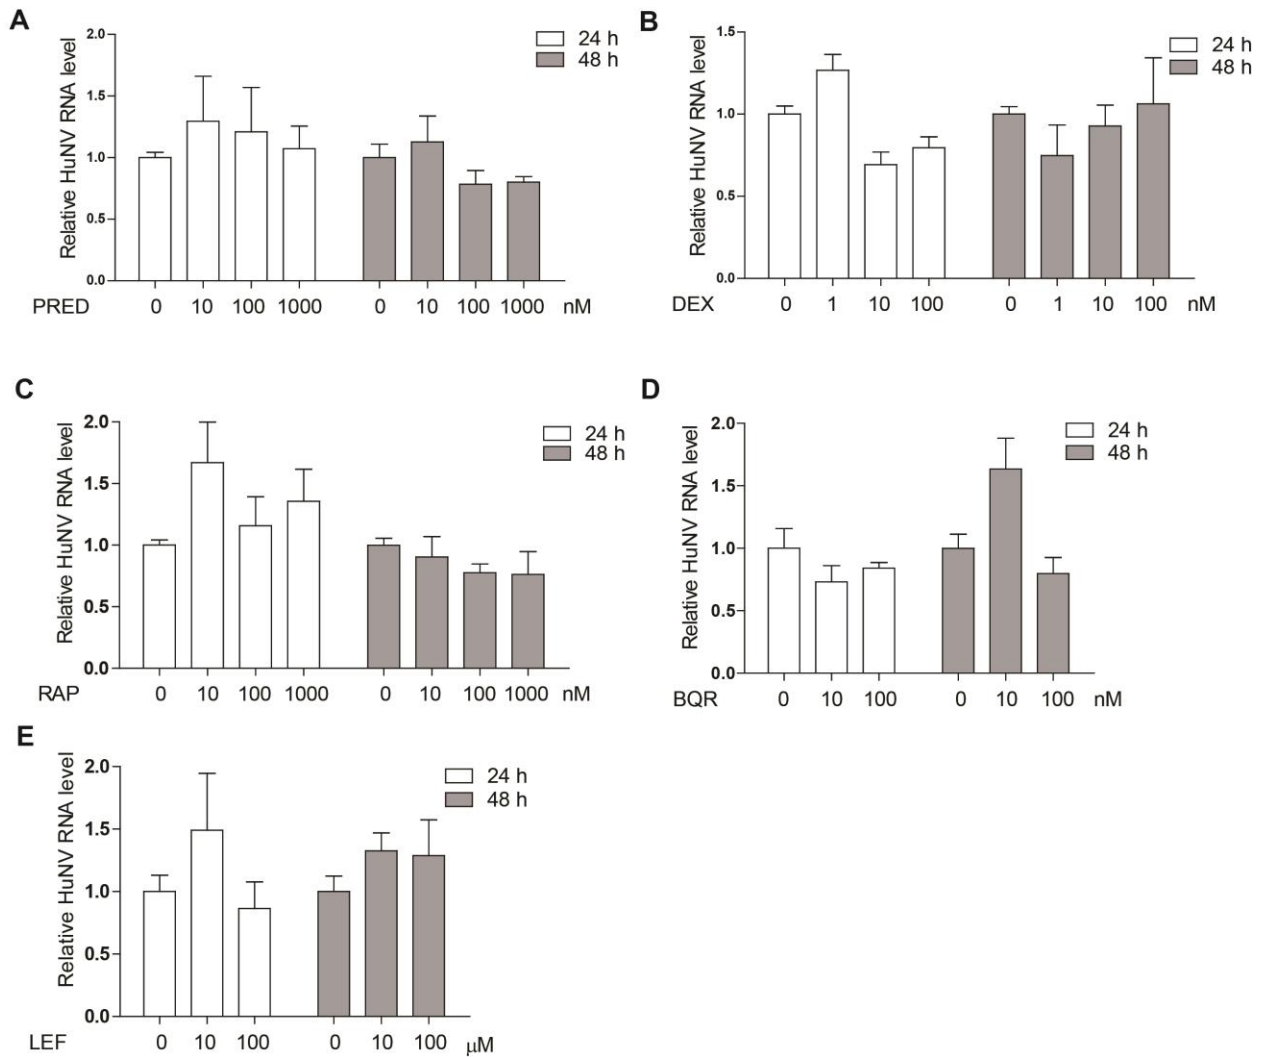 A
Relative HuNV RNA level
2.0
1.5
1.0
0.5
0.0
24 h
48 h
PRED 0 10 100 1000 0 10 100 1000 nM
B
Relative HuNV RNA level
1.5
1.0
0.5
0.0
24 h
48 h
DEX 0 1 10 100 0 1 10 100 nM
C
Relative HuNV RNA level
2.0
1.5
1.0
0.5
0.0
24 h
48 h
RAP 0 10 100 1000 0 10 100 1000 nM
D
Relative HuNV RNA level
2.0
1.5
1.0
0.5
0.0
24 h
48 h
BQR 0 10 100 0 10 100 nM
E
Relative HuNV RNA level
2.0
1.5
1.0
0.5
0.0
24 h
48 h
LEF 0 10 100 0 10 100 μM